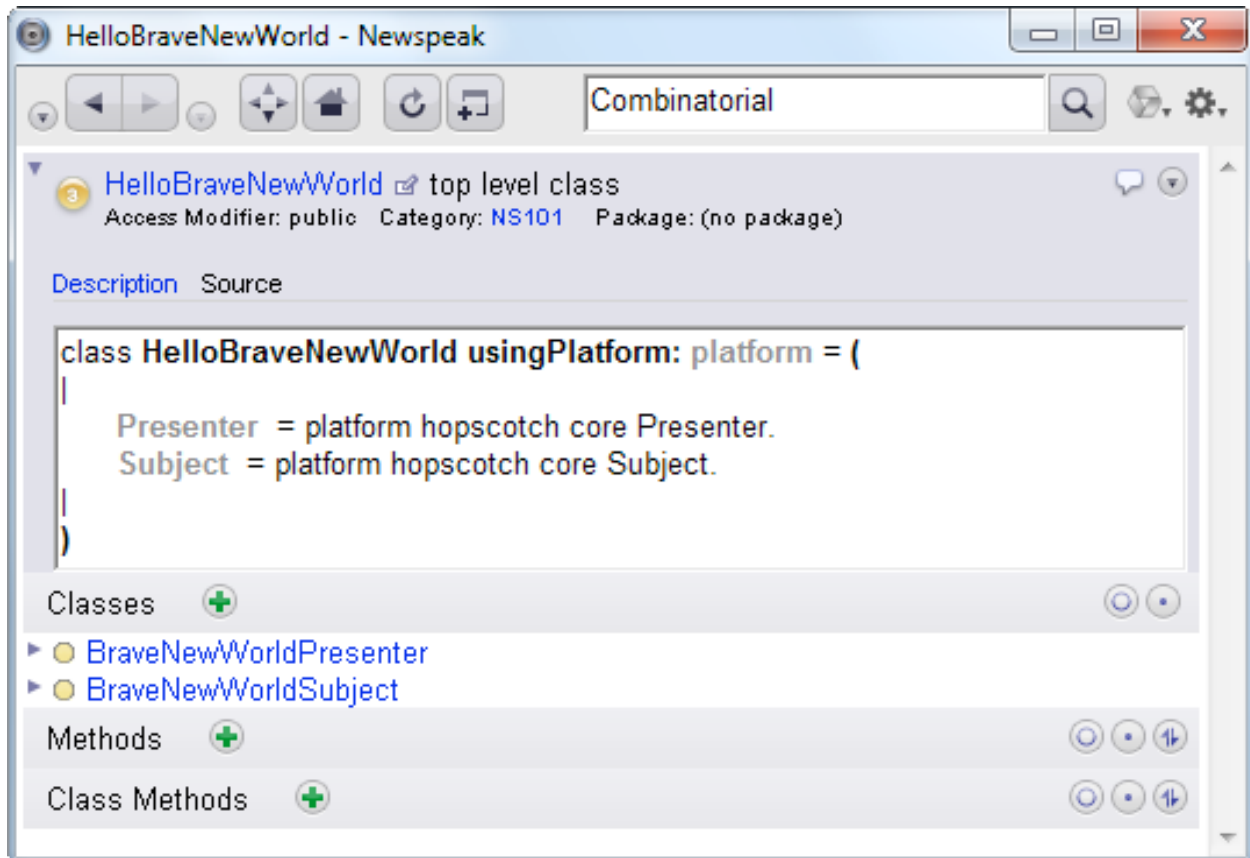 HelloBraveNewWorld - Newspeak
Combinatorial
3 HelloBraveNewWorld top level class
Access Modifier: public Category: NS101 Package: (no package)
Description Source
class HelloBraveNewWorld usingPlatform: platform = (
|
Presenter = platform hopscotch core Presenter.
Subject = platform hopscotch core Subject.
|
)
Classes
BraveNewWorldPresenter
BraveNewWorldSubject
Methods
Class Methods